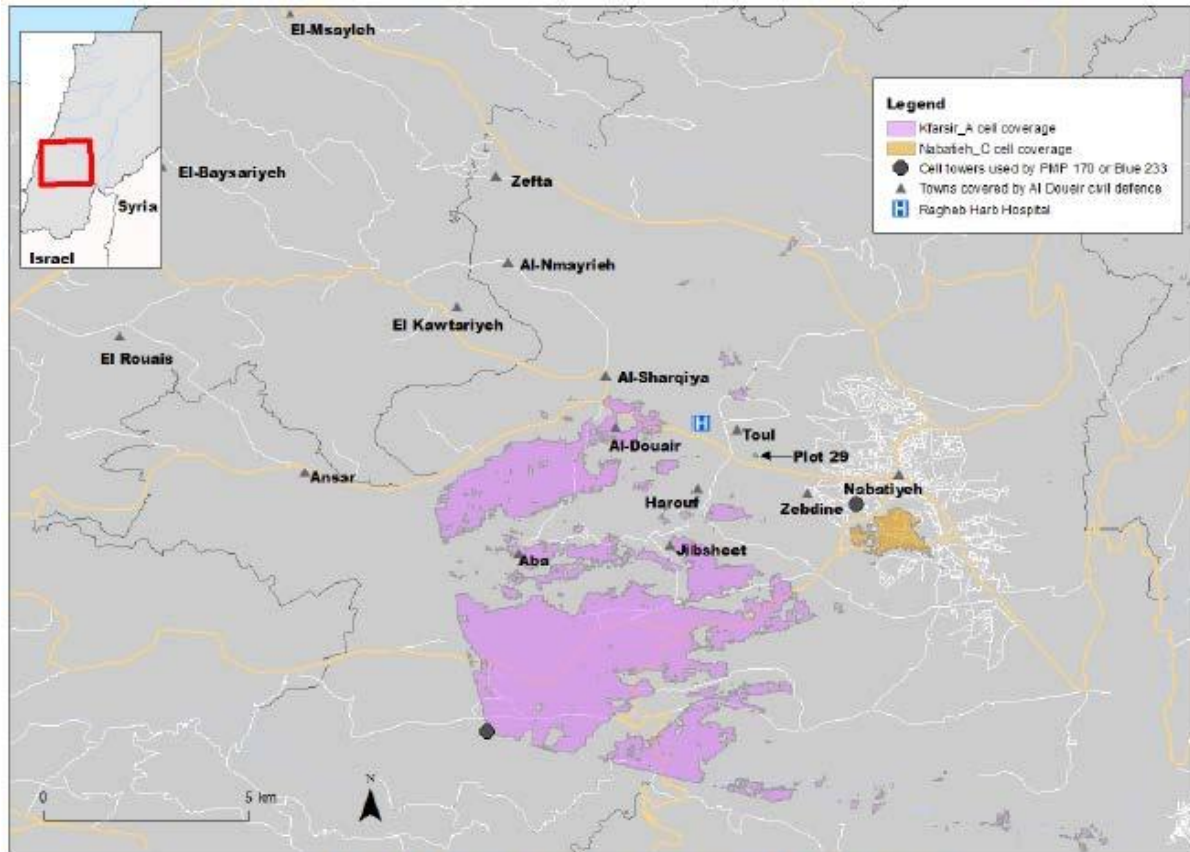 El-Msayleh
Legend
Kfarsir_A cell coverage
Nabatieh_C cell coverage
Cell towers used by PMP 170 or Blue 233
Towns covered by Al Doueir civil defence
H Ragheb Harb Hospital
El-Baysariyeh
Zefta
Syria
Israel
Al-Nmayrieh
El Kawtariyeh
El Rouais
Al-Sharqiya
H
Toul
Al-Douair
Plot 29
Ansar
Nabatiyeh
Harouf
Zebdine
Jibsheet
Aba
N
0 5 km